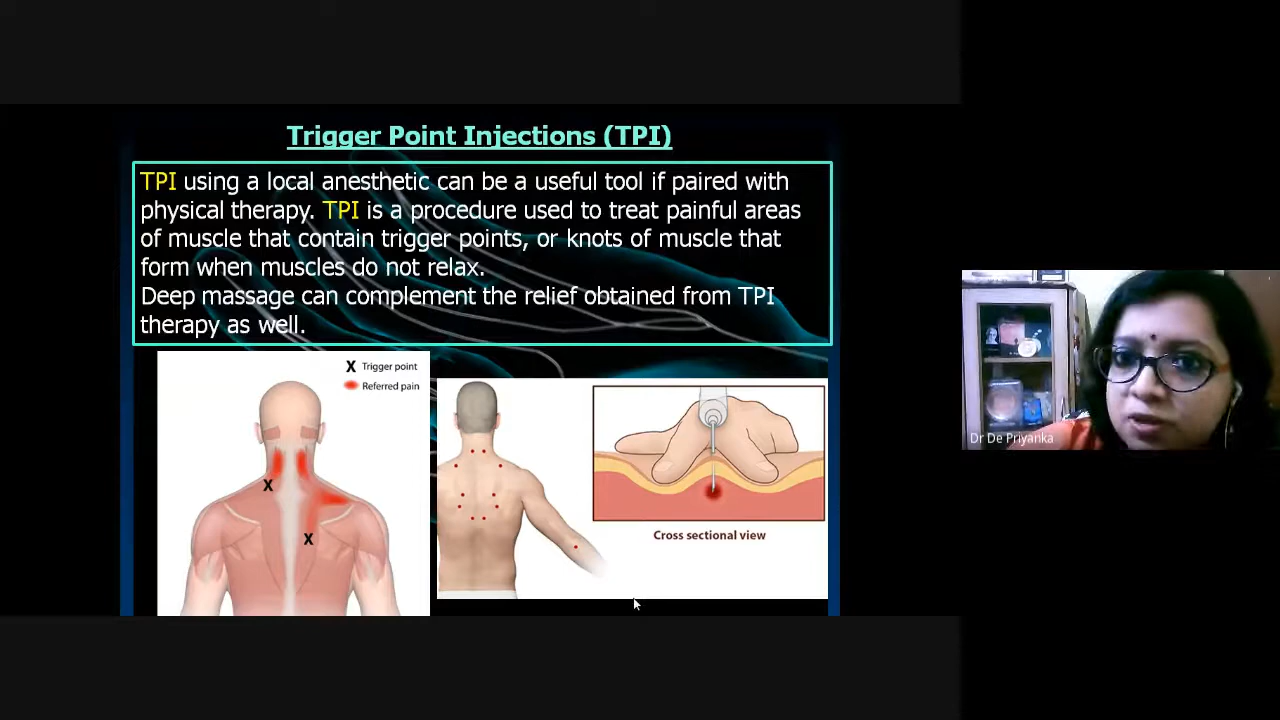 Trigger Point Injections (TPI)
TPI using a local anesthetic can be a useful tool if paired with
physical therapy. TPI is a procedure used to treat painful areas
of muscle that contain trigger points, or knots of muscle that
form when muscles do not relax.
Deep massage can complement the relief obtained from TPI
therapy as well.
X Trigger point
Referred pain
X
X
Cross sectional view
Dr De Priyanka